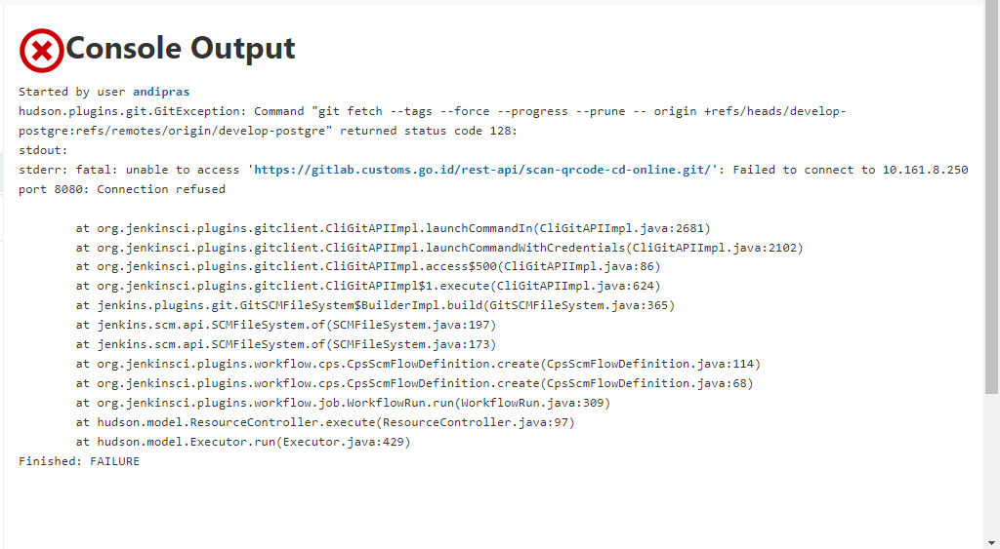 Console Output
Started by user andipras
hudson.plugins.git.GitException: Command "git fetch --tags --force --progress --prune -- origin +refs/heads/develop-
postgre:refs/remotes/origin/develop-postgre" returned status code 128:
stdout:
stderr: fatal: unable to access 'https://gitlab.customs.go.id/rest-api/scan-qrcode-cd-online.git/': Failed to connect to 10.161.8.250
port 8080: Connection refused
at org.jenkinsci.plugins.gitclient.CliGitAPIImpl.launchCommandIn(CliGitAPIImpl.java:2681)
at org.jenkinsci.plugins.gitclient.CliGitAPIImpl.launchCommandWithCredentials(CliGitAPIImpl.java:2102)
at org.jenkinsci.plugins.gitclient.CliGitAPIImpl.access$500(CliGitAPIImpl.java:86)
at org.jenkinsci.plugins.gitclient.CliGitAPIImpl$1.execute(CliGitAPIImpl.java:624)
at jenkins.plugins.git.GitSCMFileSystem$BuilderImpl.build(GitSCMFileSystem.java:365)
at jenkins.scm.api.SCMFileSystem.of(SCMFileSystem.java:197)
at jenkins.scm.api.SCMFileSystem.of(SCMFileSystem.java:173)
at org.jenkinsci.plugins.workflow.cps.CpsScmFlowDefinition.create(CpsScmFlowDefinition.java:114)
at org.jenkinsci.plugins.workflow.cps.CpsScmFlowDefinition.create(CpsScmFlowDefinition.java:68)
at org.jenkinsci.plugins.workflow.job.WorkflowRun.run(WorkflowRun.java:309)
at hudson.model.ResourceController.execute(ResourceController.java:97)
at hudson.model.Executor.run(Executor.java:429)
Finished: FAILURE